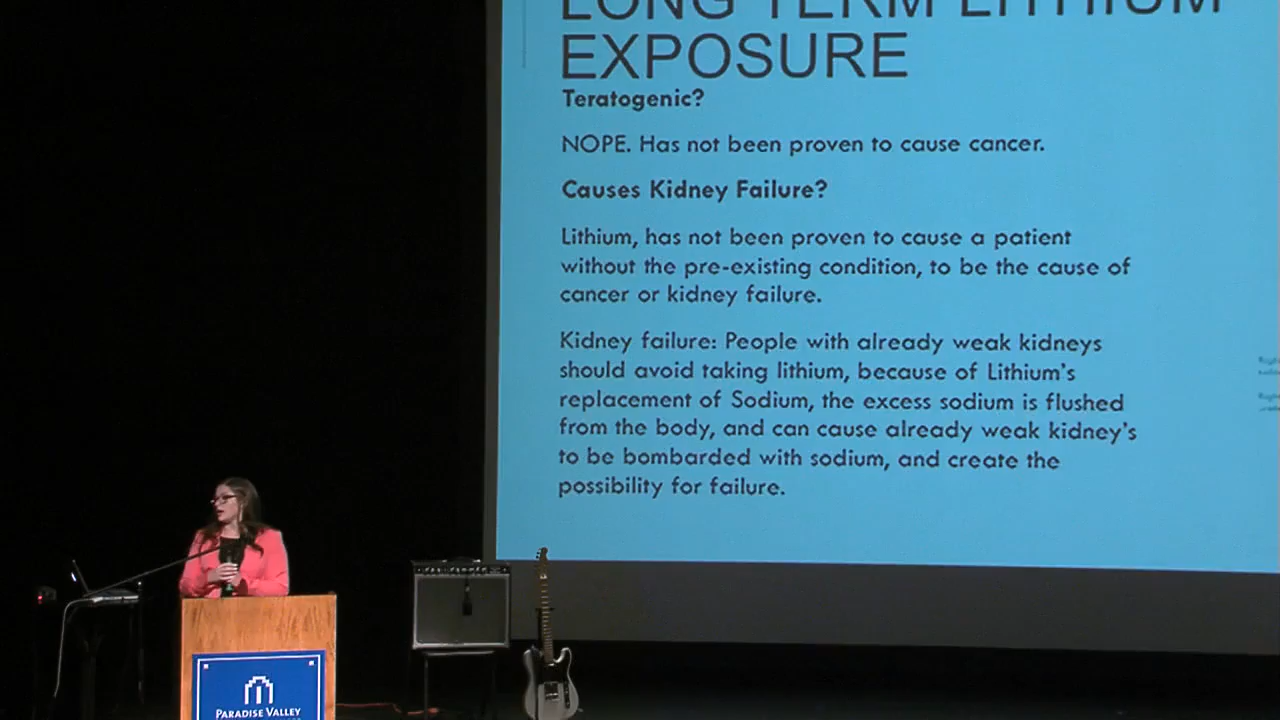 LONG TERM LITHIUM
EXPOSURE
Teratogenic?
NOPE. Has not been proven to cause cancer.
Causes Kidney Failure?
Lithium, has not been proven to cause a patient
without the pre-existing condition, to be the cause of
cancer or kidney failure.
Kidney failure: People with already weak kidneys
should avoid taking lithium, because of Lithium's
replacement of Sodium, the excess sodium is flushed
from the body, and can cause already weak kidney's
to be bombarded with sodium, and create the
possibility for failure.
PARADISE VALLEY